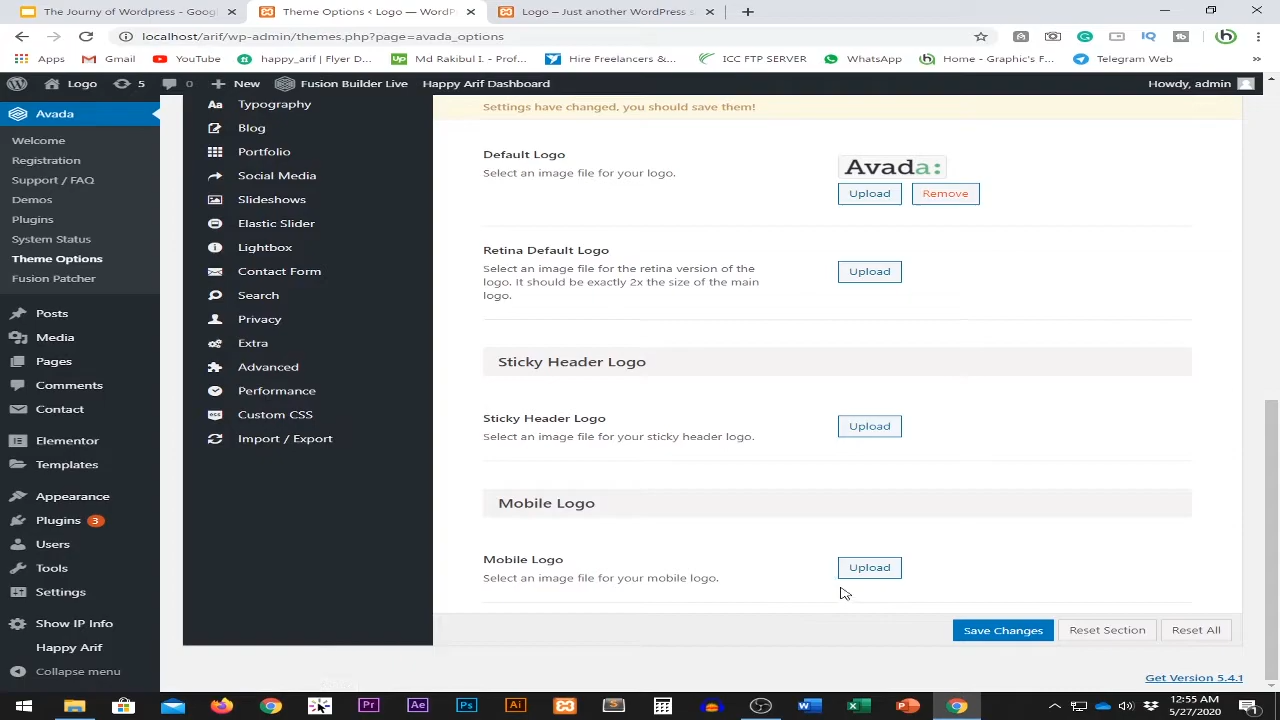 The Journy of Wordpress - Googl
Theme Options < Logo — WordP
Logo – Just another WordPress s
localhost/arif/wp-admin/themes.php?page=avada_options
Apps
Gmail
YouTube
happy_arif | Flyer D...
Md Rakibul I. - Prof...
Hire Freelancers &...
ICC FTP SERVER
WhatsApp
Home - Graphic's F...
Telegram Web
Logo
5
0
New
Fusion Builder Live
Happy Arif Dashboard
Howdy, admin
Avada
Welcome
Registration
Support / FAQ
Demos
Plugins
System Status
Theme Options
Fusion Patcher
Posts
Media
Pages
Comments
Contact
Elementor
Templates
Appearance
Plugins 3
Users
Tools
Settings
Show IP Info
Happy Arif
Collapse menu
Typography
Blog
Portfolio
Social Media
Slideshows
Elastic Slider
Lightbox
Contact Form
Search
Privacy
Extra
Advanced
Performance
Custom CSS
Import / Export
Settings have changed, you should save them!
Default Logo
Select an image file for your logo.
Avada:
Upload
Remove
Retina Default Logo
Select an image file for the retina version of the
logo. It should be exactly 2x the size of the main
logo.
Upload
Sticky Header Logo
Sticky Header Logo
Select an image file for your sticky header logo.
Upload
Mobile Logo
Mobile Logo
Select an image file for your mobile logo.
Upload
Save Changes
Reset Section
Reset All
Get Version 5.4.1
Pr
Ae
Ps
Ai
12:55 AM
5/27/2020
1